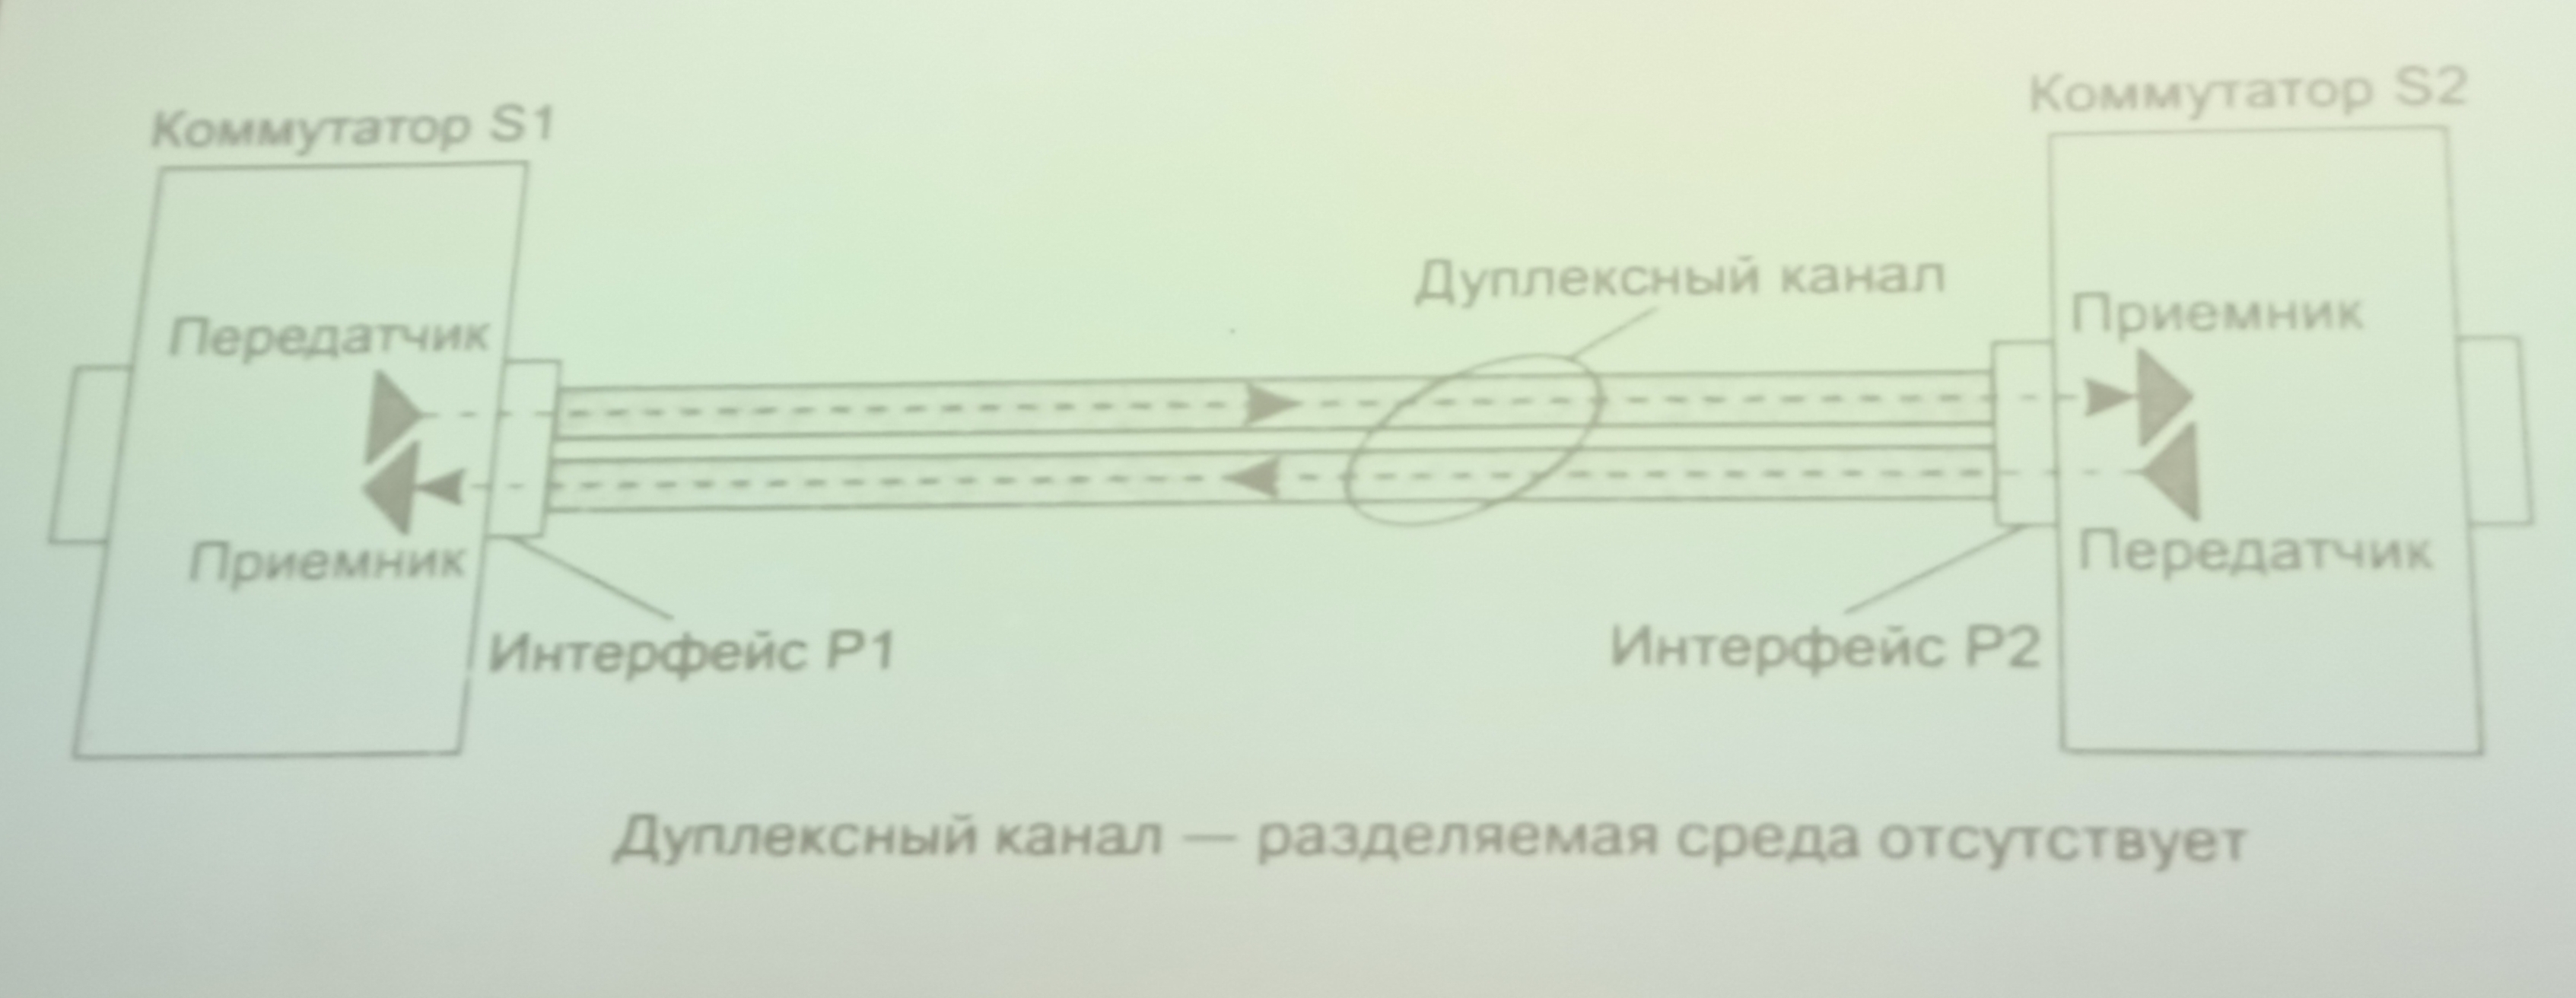 Коммутатор S1
Коммутатор S2
Дуплексный канал
Передатчик
Приемник
Приемник
Передатчик
Интерфейс P1
Интерфейс P2
Дуплексный канал — разделяемая среда отсутствует